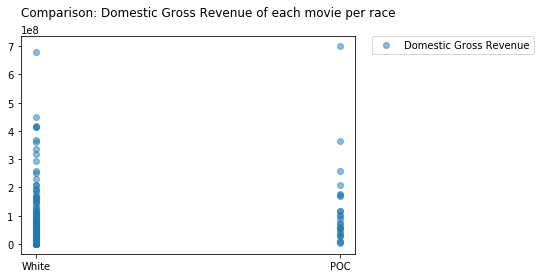 Comparison: Domestic Gross Revenue of each movie per race
1e8
Domestic Gross Revenue
7
6
5
4
3
2
1
0
White POC